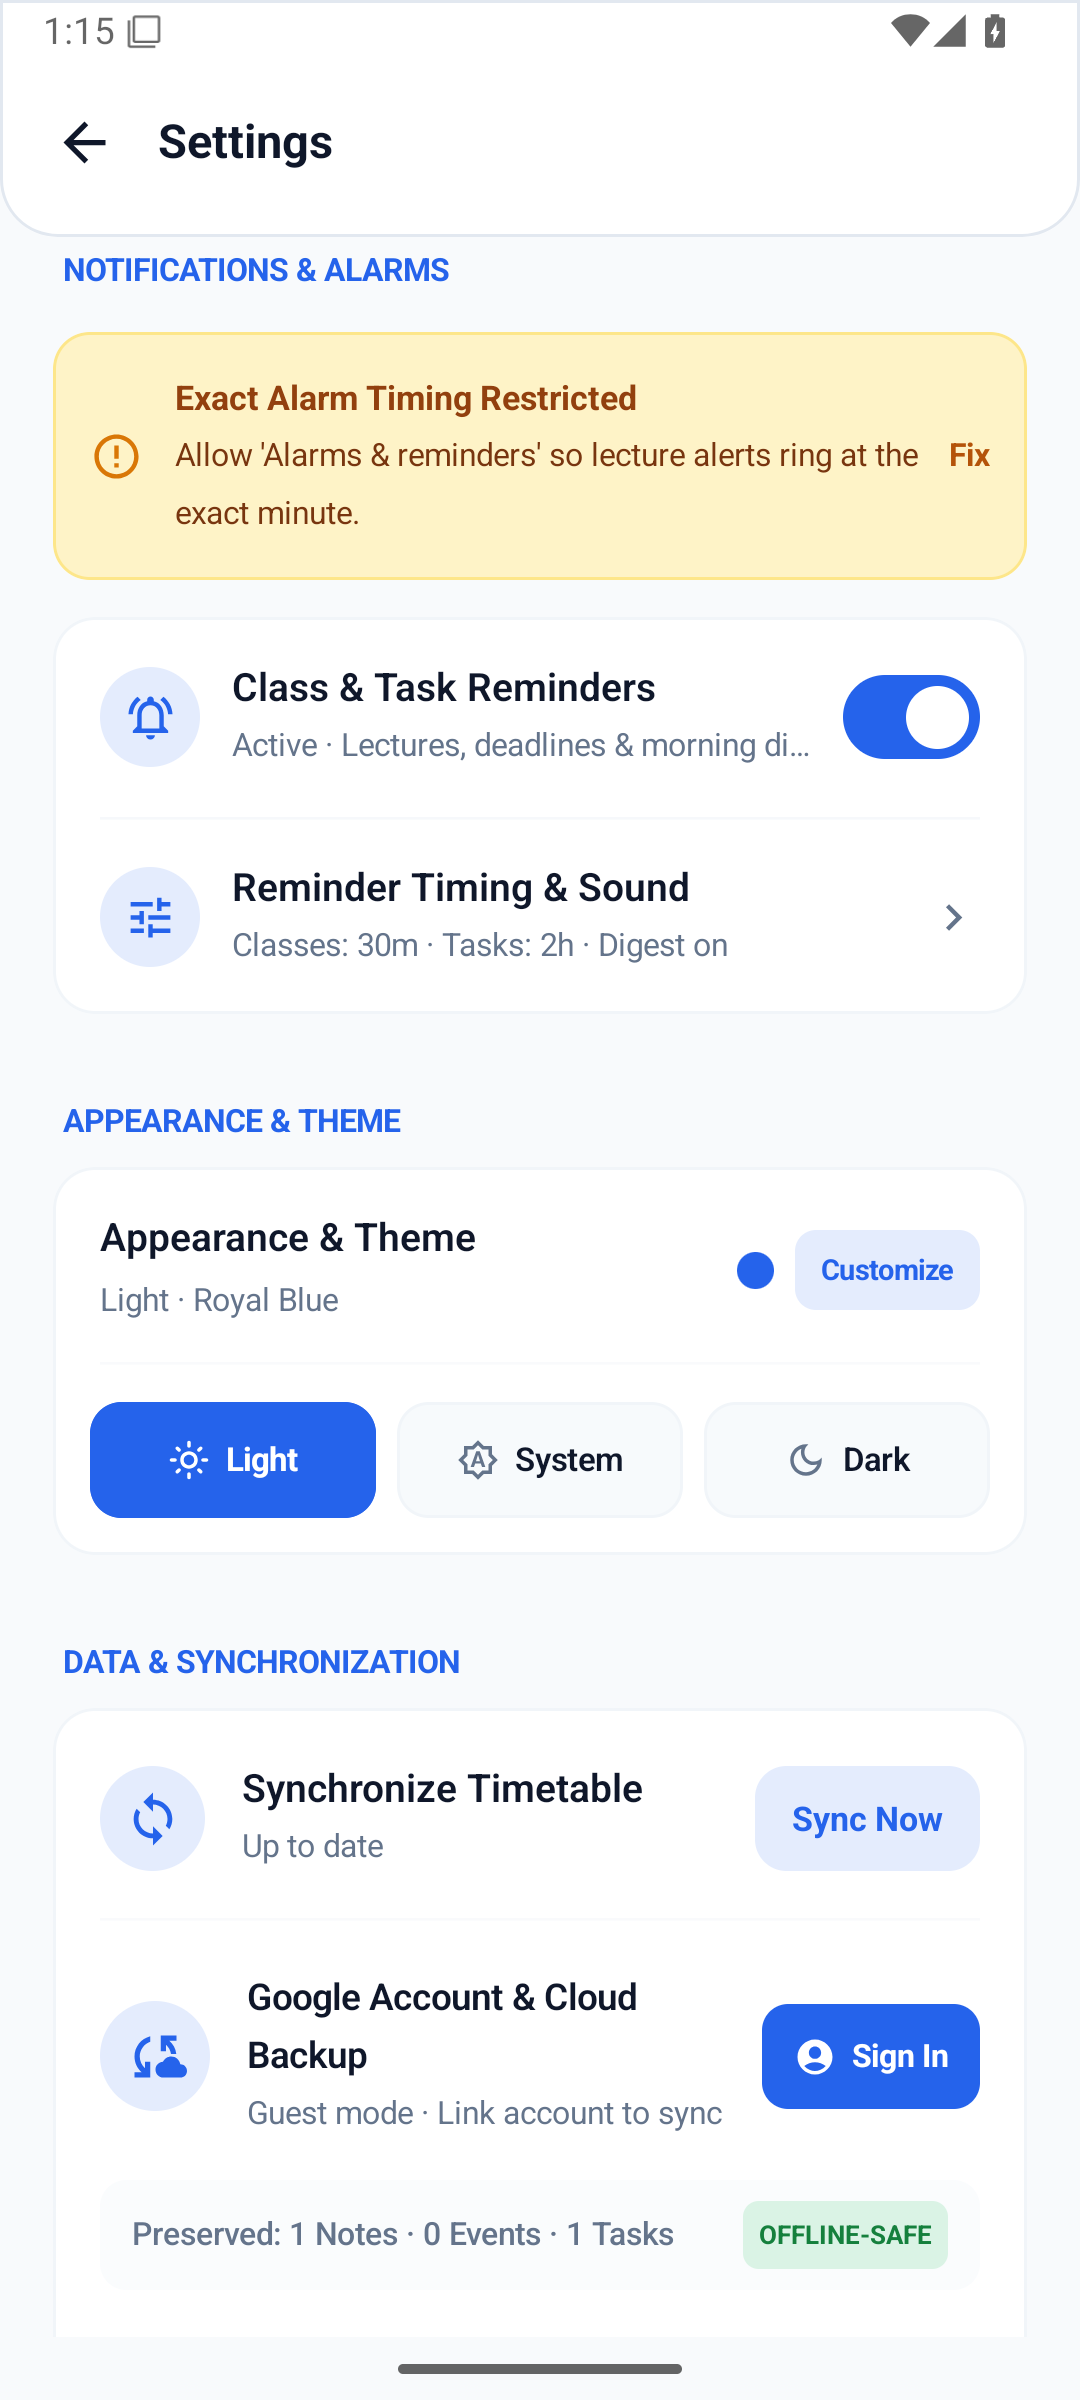 1:15
Settings
NOTIFICATIONS & ALARMS
Exact Alarm Timing Restricted
Allow 'Alarms & reminders' so lecture alerts ring at the
exact minute.
Fix
Class & Task Reminders
Active · Lectures, deadlines & morning di...
Reminder Timing & Sound
Classes: 30m · Tasks: 2h · Digest on
APPEARANCE & THEME
Appearance & Theme
Light · Royal Blue
Customize
Light
System
Dark
DATA & SYNCHRONIZATION
Synchronize Timetable
Up to date
Sync Now
Google Account & Cloud
Backup
Guest mode · Link account to sync
Sign In
Preserved: 1 Notes · 0 Events · 1 Tasks
OFFLINE-SAFE